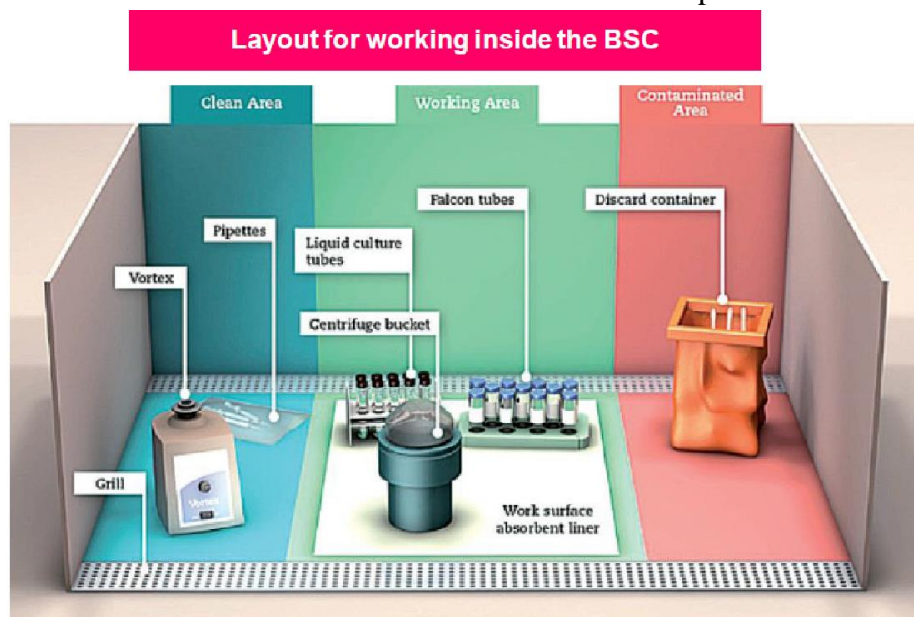 Layout for working inside the BSC
Clean Area
Working Area
Contaminated
Area
Falcon tubes
Discard container
Pipettes
Liquid culture
tubes
Vortex
Centrifuge bucket
Grill
Vortex
Work surface
absorbent liner